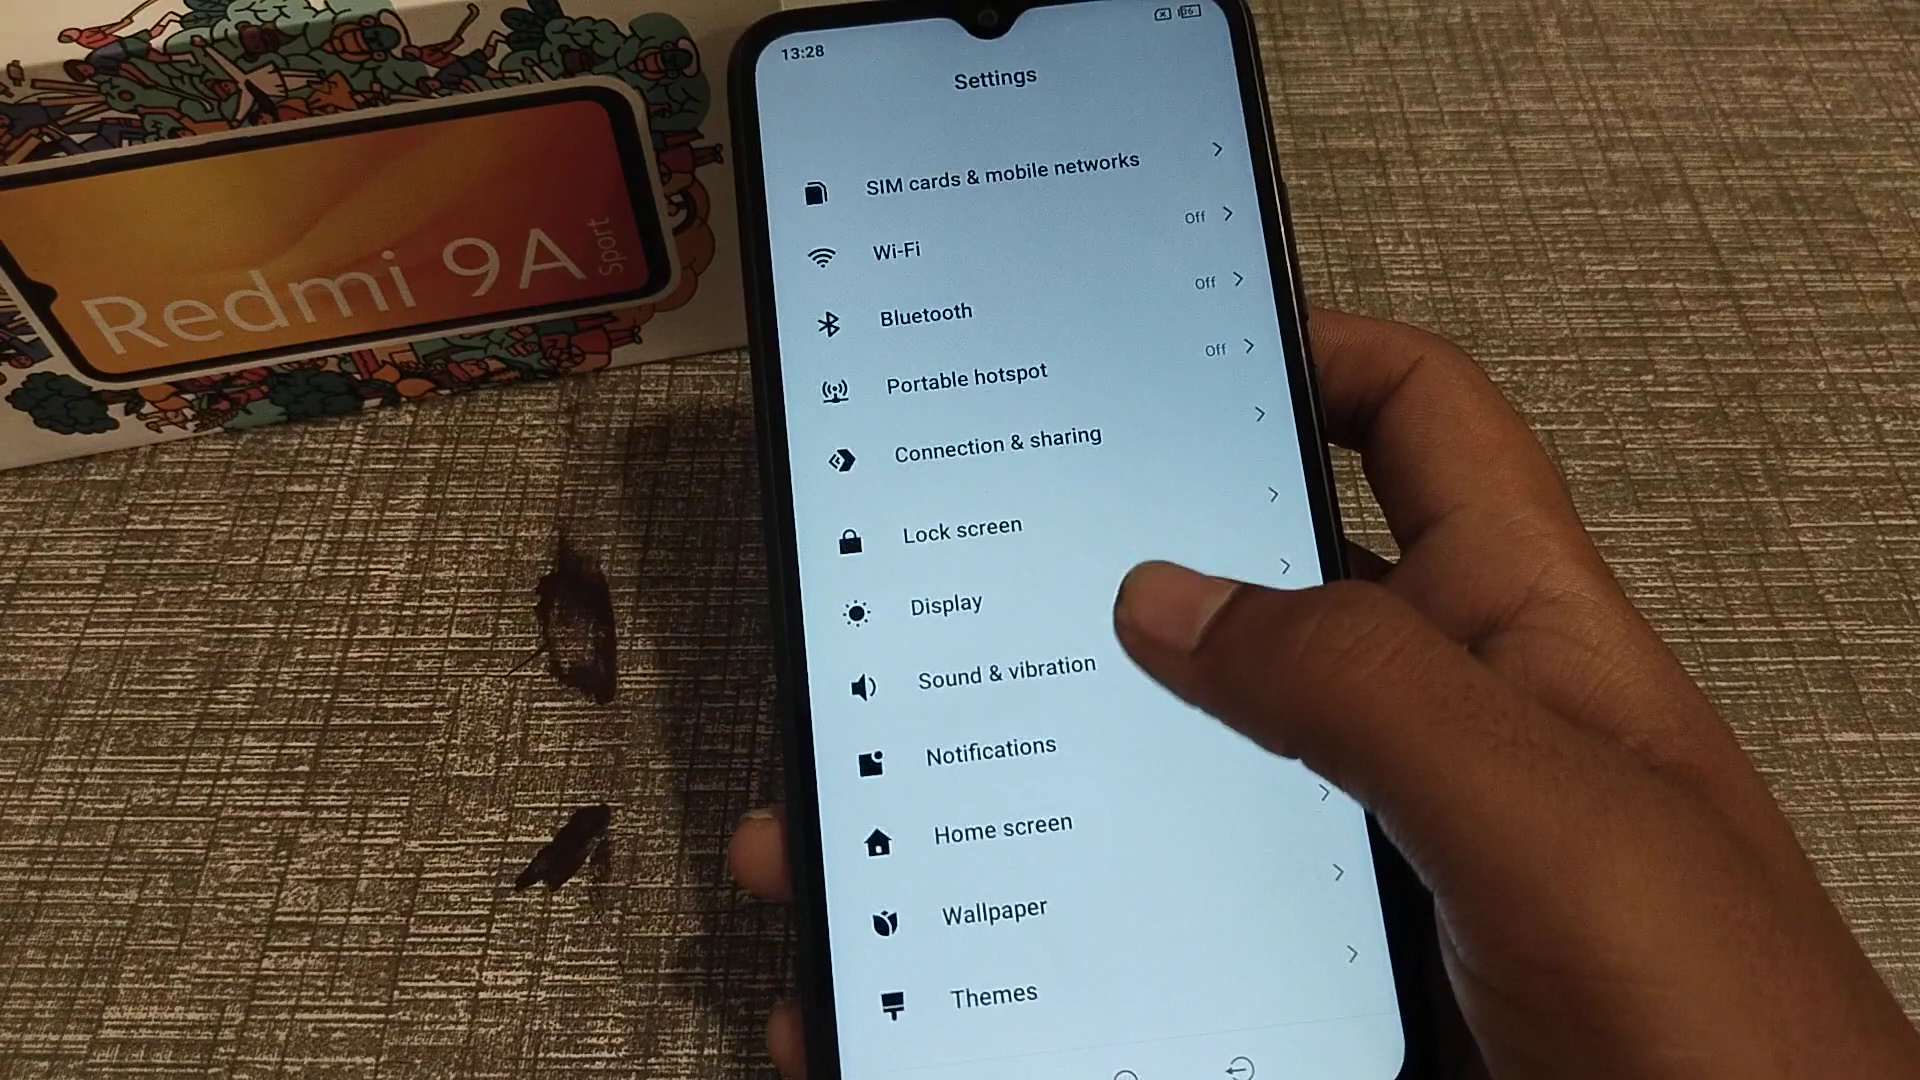 Redmi 9A
Sport
13:28
Settings
SIM cards & mobile networks
Wi-Fi
Off
Bluetooth
Off
Portable hotspot
Off
Connection & sharing
Lock screen
Display
Sound & vibration
Notifications
Home screen
Wallpaper
Themes